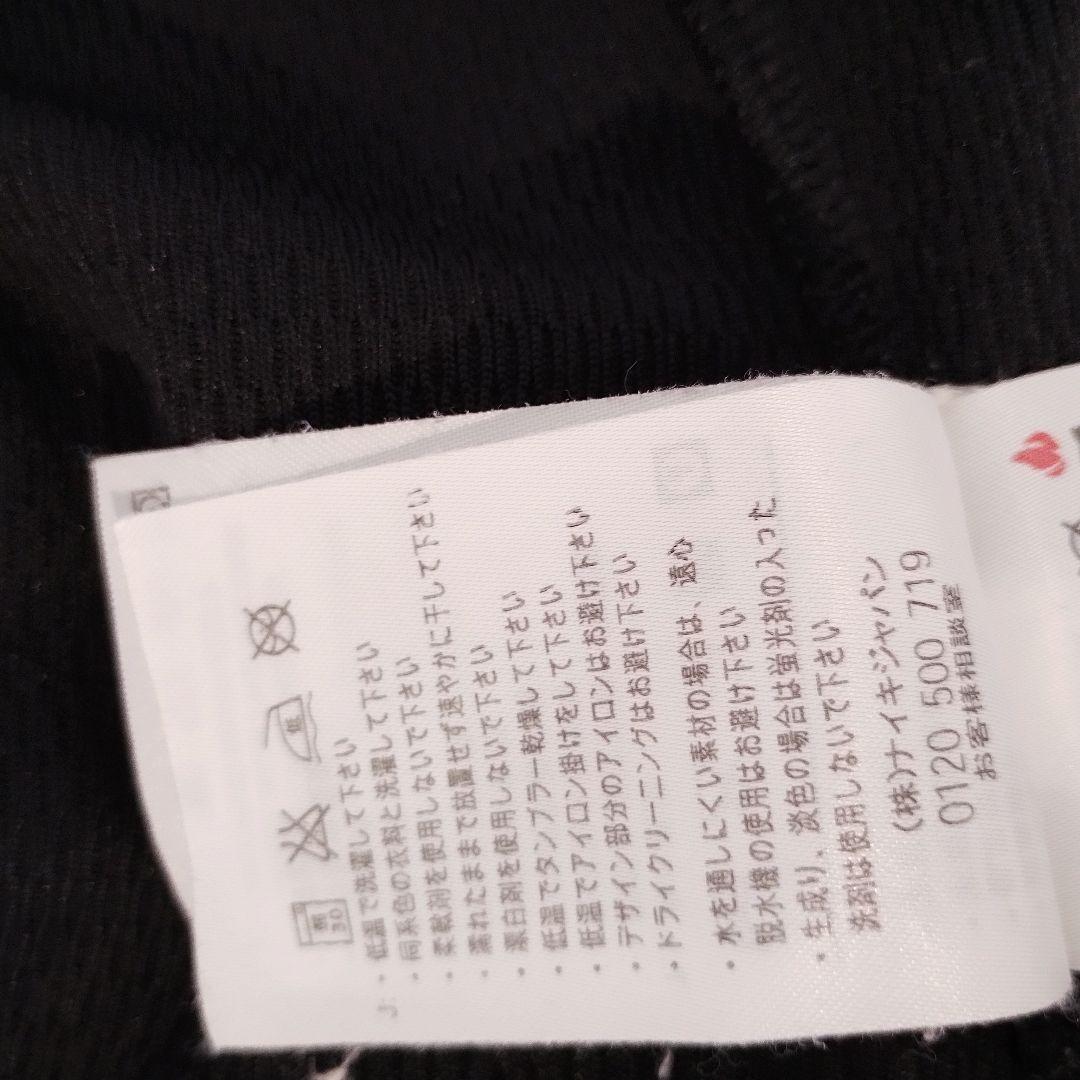 弱
30
低
J: ・低温で洗濯して下さい
・同系色の衣料と洗濯して下さい
・柔軟剤を使用しないで下さい
・濡れたままで放置せず速やかに干して下さい
・漂白剤を使用しないで下さい
・低温でタンブラー乾燥して下さい
・低温でアイロン掛けをして下さい
・デザイン部分のアイロンはお避け下さい
・ドライクリーニングはお避け下さい
・水を通しにくい素材の場合は、遠心
脱水機の使用はお避け下さい
・生成り、淡色の場合は蛍光剤の入った
洗剤は使用しないで下さい
(株)ナイキジャパン
0120 500 719
お客様相談室